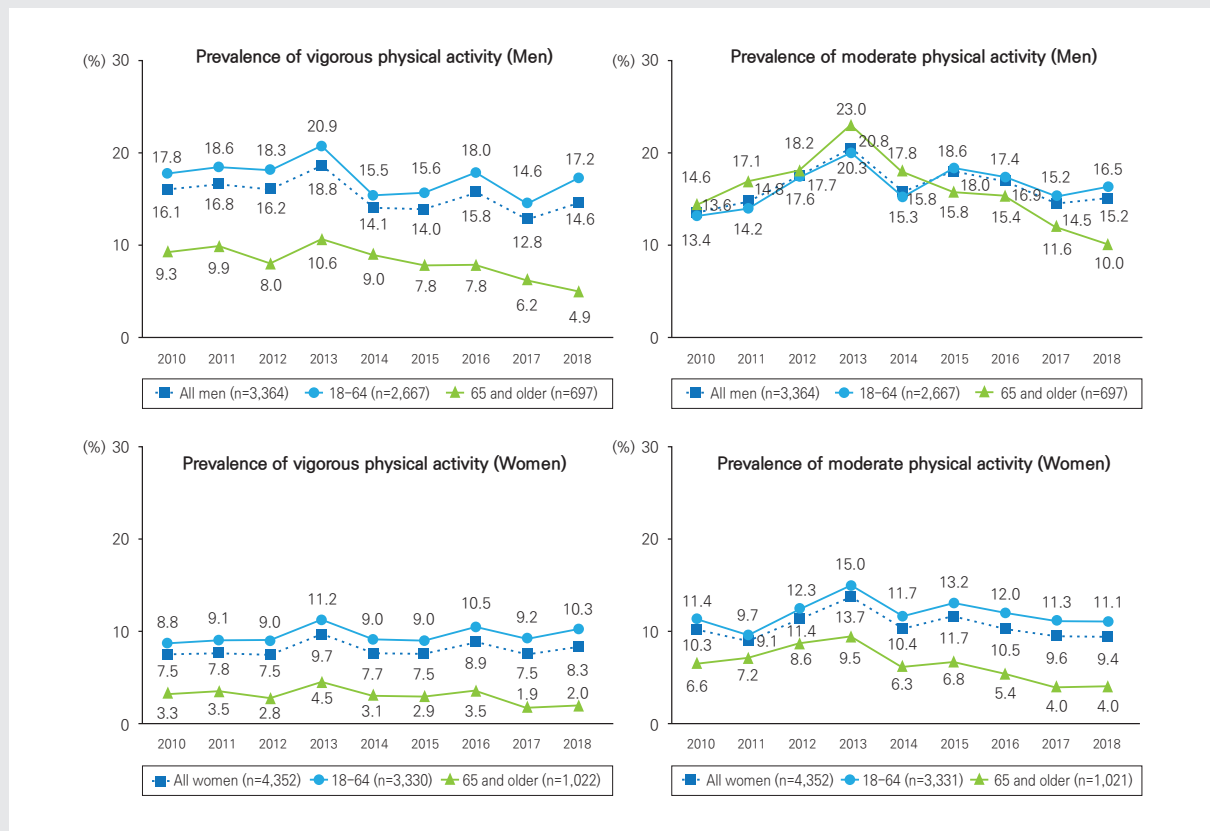 Prevalence of vigorous physical activity (Men)
(%) 30
20
10
0
17.8 18.6 18.3 20.9 15.5 15.6 18.0 14.6 17.2
16.1 16.8 16.2 18.8 14.1 14.0 15.8 12.8 14.6
9.3 9.9 8.0 10.6 9.0 7.8 7.8 6.2 4.9
2010 2011 2012 2013 2014 2015 2016 2017 2018
All men (n=3,364) 18–64 (n=2,667) 65 and older (n=697)
Prevalence of moderate physical activity (Men)
(%) 30
20
10
0
14.6 17.1 18.2 23.0 17.8 18.6 17.4 15.2 16.5
13.6 14.8 17.7 20.8 15.8 18.0 16.9 14.5 15.2
13.4 14.2 17.6 20.3 15.3 15.8 15.4 11.6 10.0
2010 2011 2012 2013 2014 2015 2016 2017 2018
All men (n=3,364) 18–64 (n=2,667) 65 and older (n=697)
Prevalence of vigorous physical activity (Women)
(%) 30
20
10
0
8.8 9.1 9.0 11.2 9.0 9.0 10.5 9.2 10.3
7.5 7.8 7.5 9.7 7.7 7.5 8.9 7.5 8.3
3.3 3.5 2.8 4.5 3.1 2.9 3.5 1.9 2.0
2010 2011 2012 2013 2014 2015 2016 2017 2018
All women (n=4,352) 18–64 (n=3,330) 65 and older (n=1,022)
Prevalence of moderate physical activity (Women)
(%) 30
20
10
0
11.4 9.7 12.3 15.0 11.7 13.2 12.0 11.3 11.1
10.3 9.1 11.4 13.7 10.4 11.7 10.5 9.6 9.4
6.6 7.2 8.6 9.5 6.3 6.8 5.4 4.0 4.0
2010 2011 2012 2013 2014 2015 2016 2017 2018
All women (n=4,352) 18–64 (n=3,331) 65 and older (n=1,021)